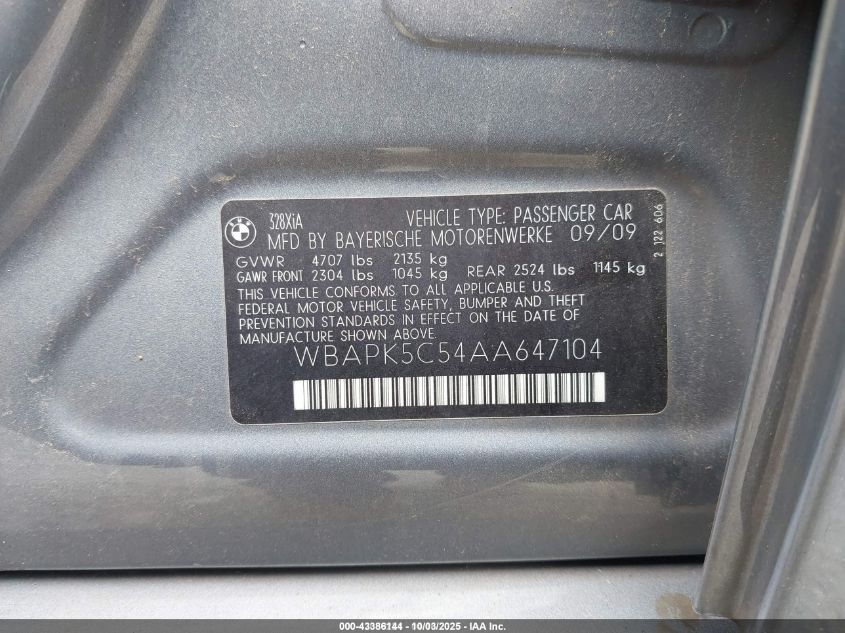 BMW
328XiA
VEHICLE TYPE: PASSENGER CAR
MFD BY BAYERISCHE MOTORENWERKE 09/09
GVWR 4707 lbs 2135 kg
GAWR FRONT 2304 lbs 1045 kg REAR 2524 lbs 1145 kg
THIS VEHICLE CONFORMS TO ALL APPLICABLE U.S.
FEDERAL MOTOR VEHICLE SAFETY, BUMPER AND THEFT
PREVENTION STANDARDS IN EFFECT ON THE DATE OF
MANUFACTURE SHOWN ABOVE.
WBAPK5C54AA647104
2 122 606
000-43386144 - 10/03/2025 - IAA, Inc.